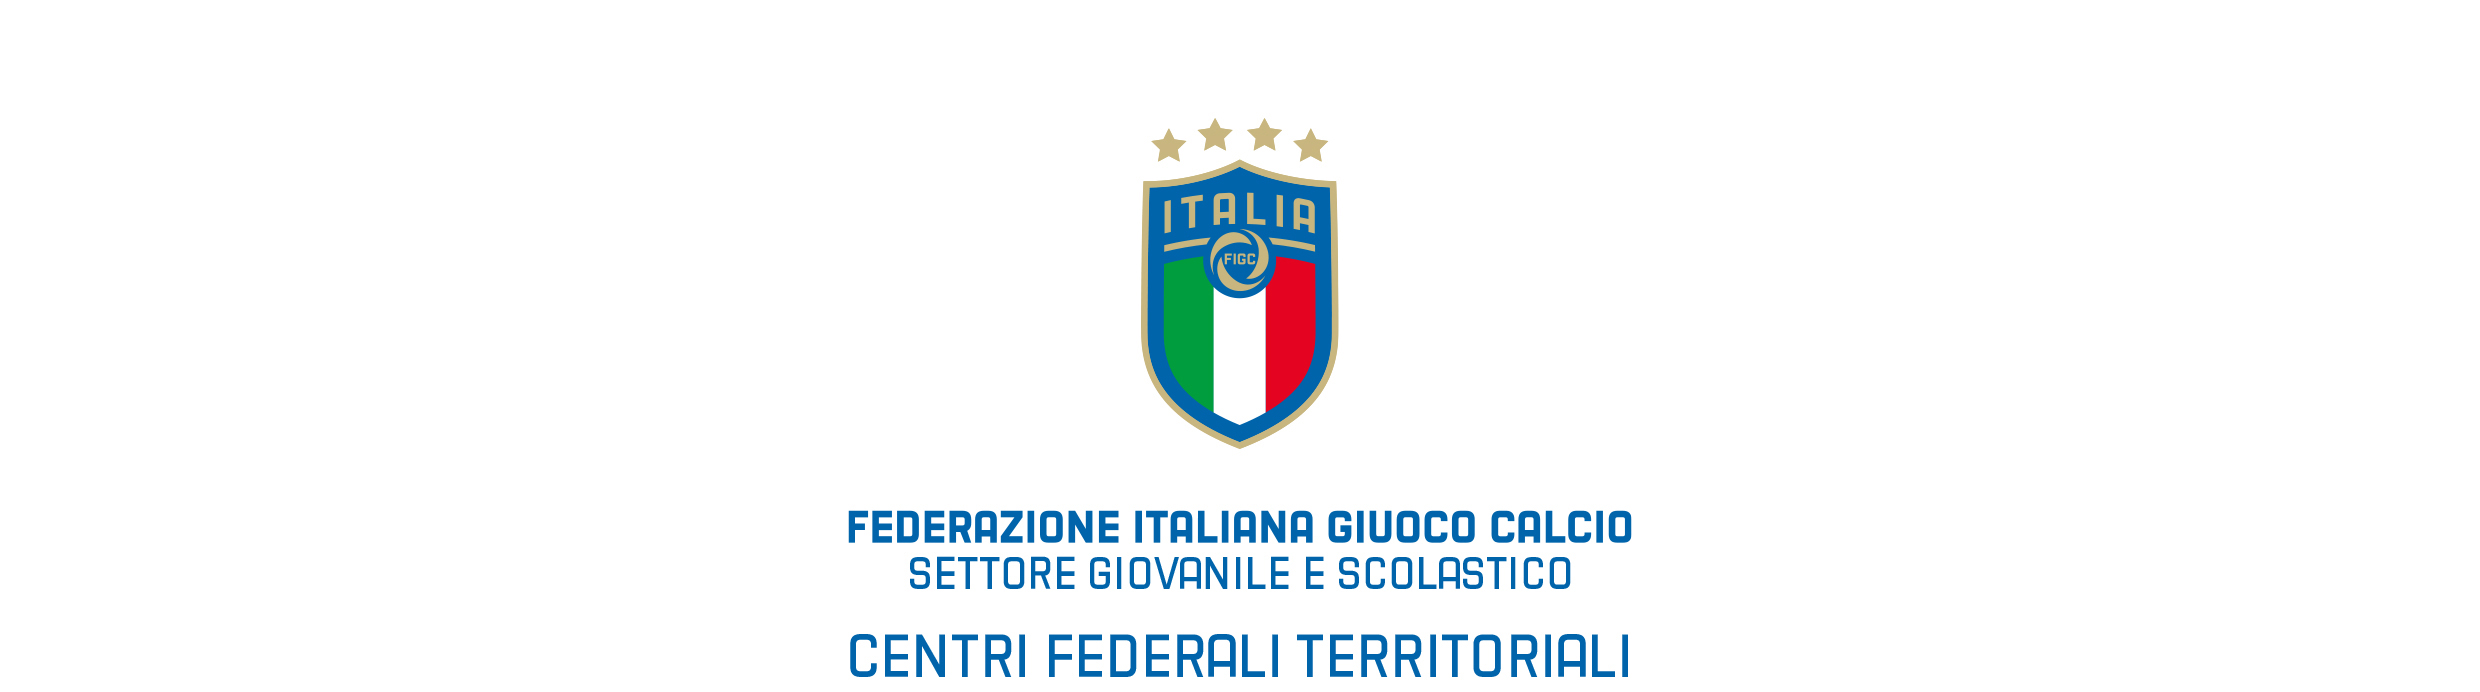 ITALIA
FIGC
FEDERAZIONE ITALIANA GIUOCO CALCIO
SETTORE GIOVANILE E SCOLASTICO
CENTRI FEDERALI TERRITORIALI